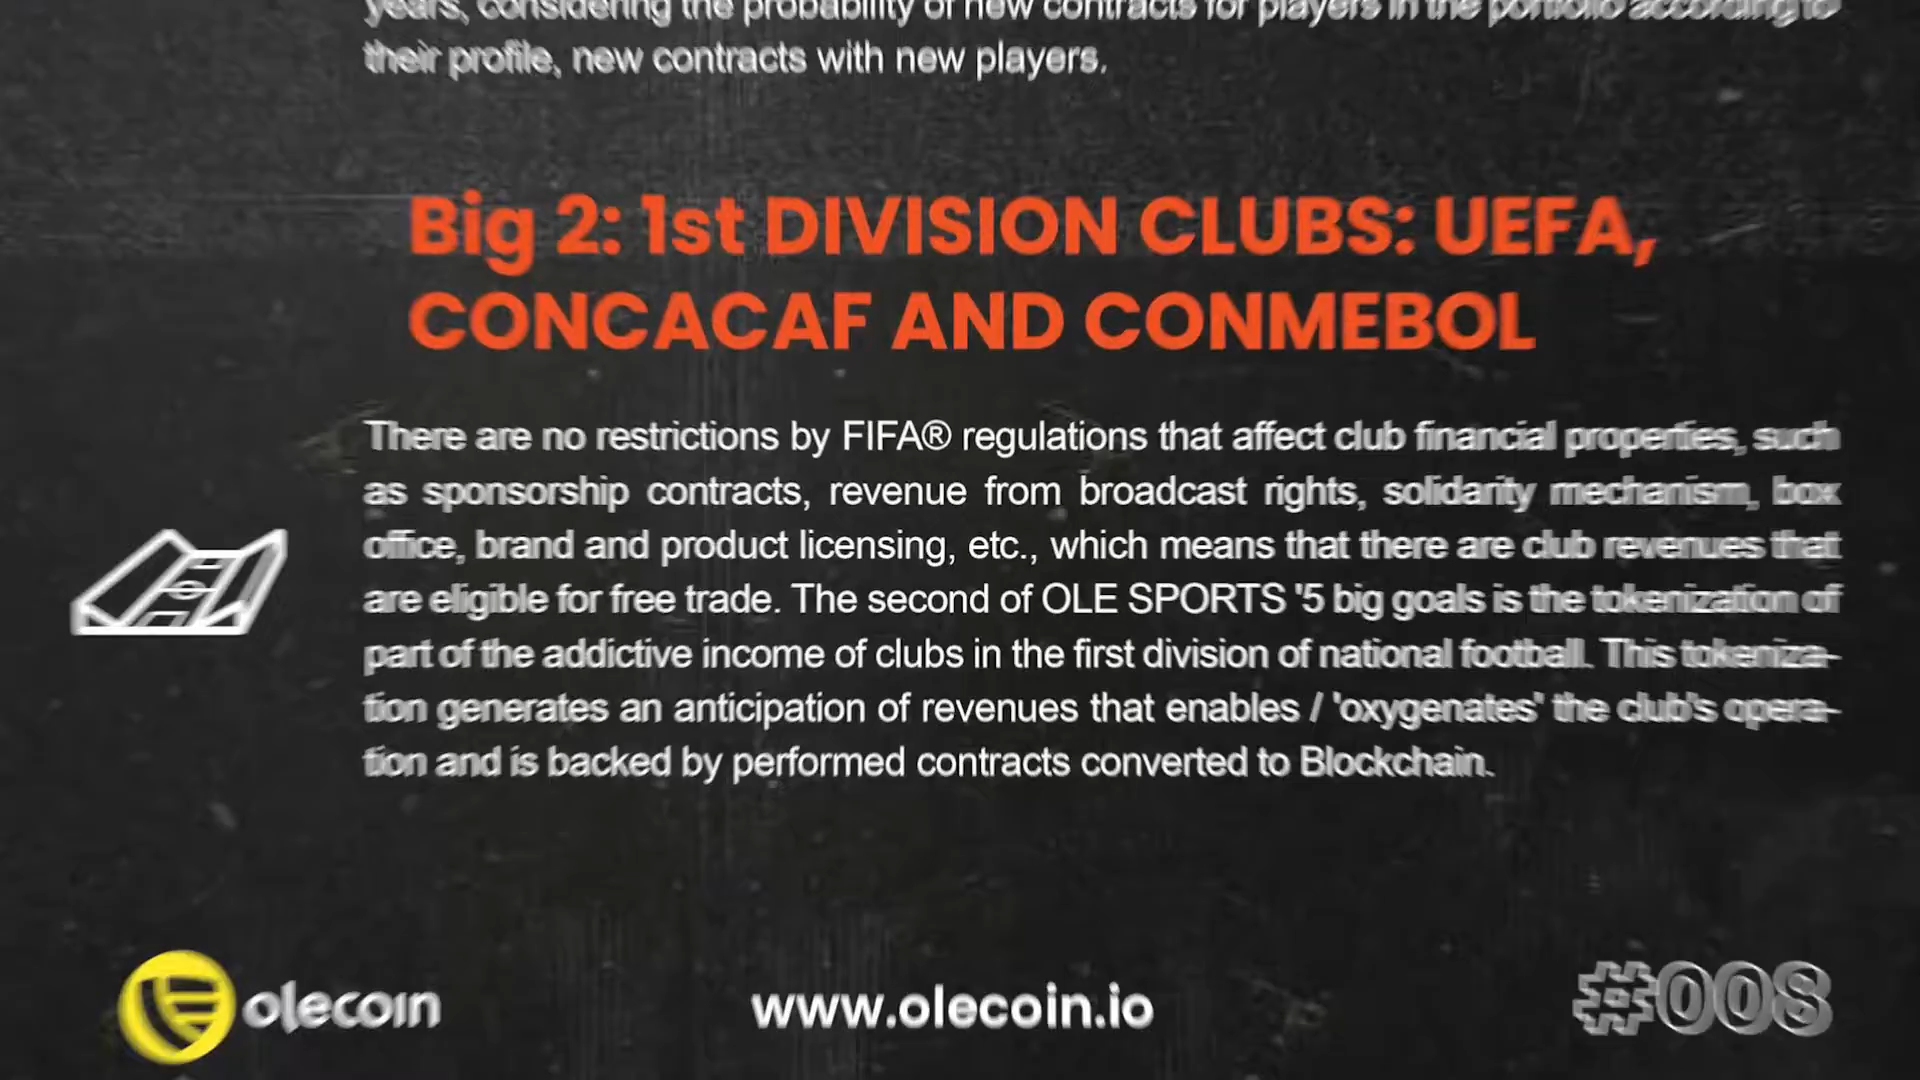 years, considering the probability of new contracts for players in the portfolio according to
their profile, new contracts with new players.
Big 2: 1st DIVISION CLUBS: UEFA,
CONCACAF AND CONMEBOL
There are no restrictions by FIFA® regulations that affect club financial properties, such
as sponsorship contracts, revenue from broadcast rights, solidarity mechanism, box
office, brand and product licensing, etc., which means that there are club revenues that
are eligible for free trade. The second of OLE SPORTS '5 big goals is the tokenization of
part of the addictive income of clubs in the first division of national football. This tokeniza-
tion generates an anticipation of revenues that enables / 'oxygenates' the club's opera-
tion and is backed by performed contracts converted to Blockchain.
olecoin
www.olecoin.io
#008